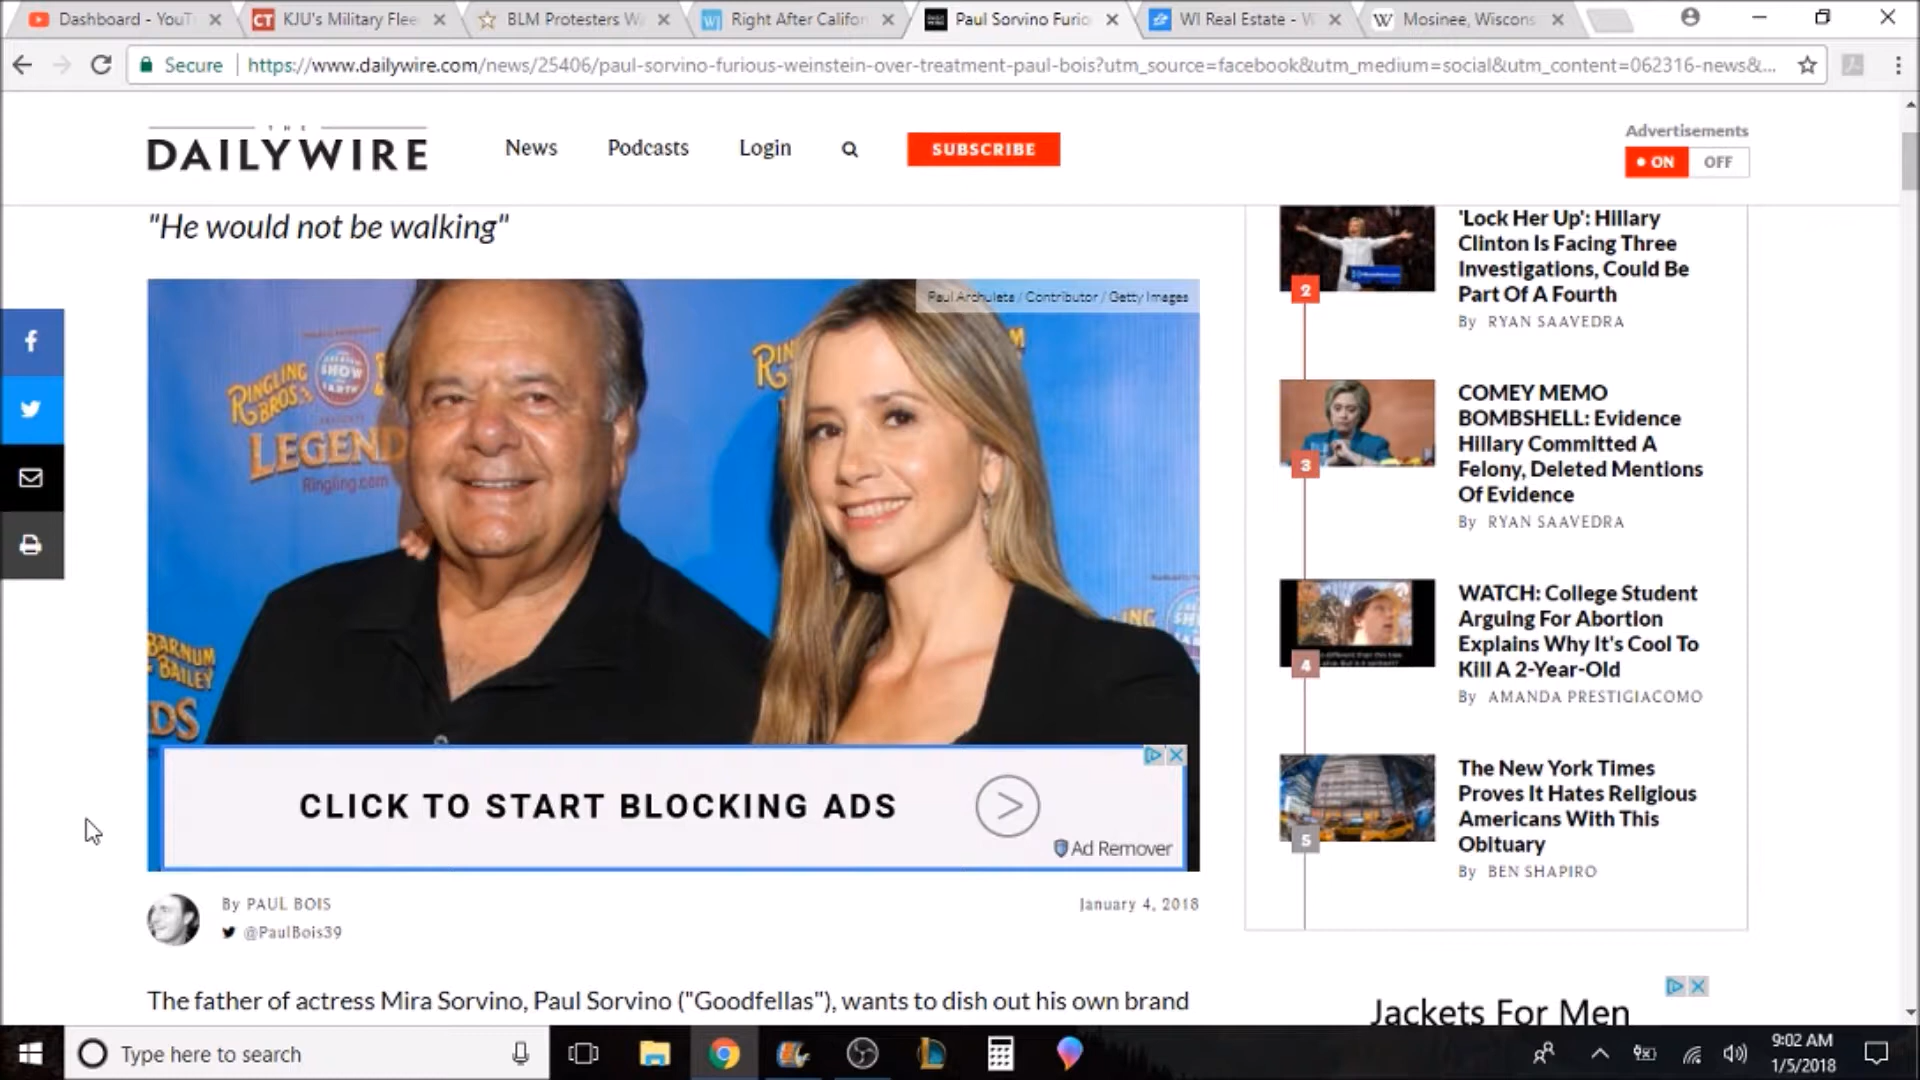 Dashboard - YouT
KJU's Military Flee
BLM Protesters W
Right After Califor
Paul Sorvino Furio
WI Real Estate - W
Mosinee, Wiscons
Secure
https://www.dailywire.com/news/25406/paul-sorvino-furious-weinstein-over-treatment-paul-bois?utm_source=facebook&utm_medium=social&utm_content=062316-news&...
THE
DAILYWIRE
News
Podcasts
Login
SUBSCRIBE
Advertisements
ON
OFF
"He would not be walking"
Paul Archuleta / Contributor / Getty Images
RINGLING
BROS.
SHOW
EARTH
PRESENTS
LEGEND
Ringling.com
RIN
B
BARNUM
BAILEY
DS
ING
SH
CLICK TO START BLOCKING ADS
Ad Remover
By PAUL BOIS
@PaulBois39
January 4, 2018
The father of actress Mira Sorvino, Paul Sorvino ("Goodfellas"), wants to dish out his own brand
2
'Lock Her Up': Hillary
Clinton Is Facing Three
Investigations, Could Be
Part Of A Fourth
By RYAN SAAVEDRA
3
COMEY MEMO
BOMBSHELL: Evidence
Hillary Committed A
Felony, Deleted Mentions
Of Evidence
By RYAN SAAVEDRA
4
WATCH: College Student
Arguing For Abortion
Explains Why It's Cool To
Kill A 2-Year-Old
By AMANDA PRESTIGIACOMO
5
The New York Times
Proves It Hates Religious
Americans With This
Obituary
By BEN SHAPIRO
Jackets For Men
Type here to search
9:02 AM
1/5/2018